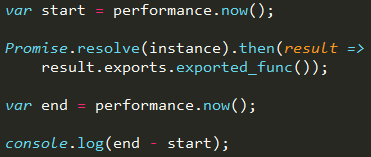 var start = performance.now();
Promise.resolve(instance).then(result =>
result.exports.exported_func());
var end = performance.now();
console.log(end - start);